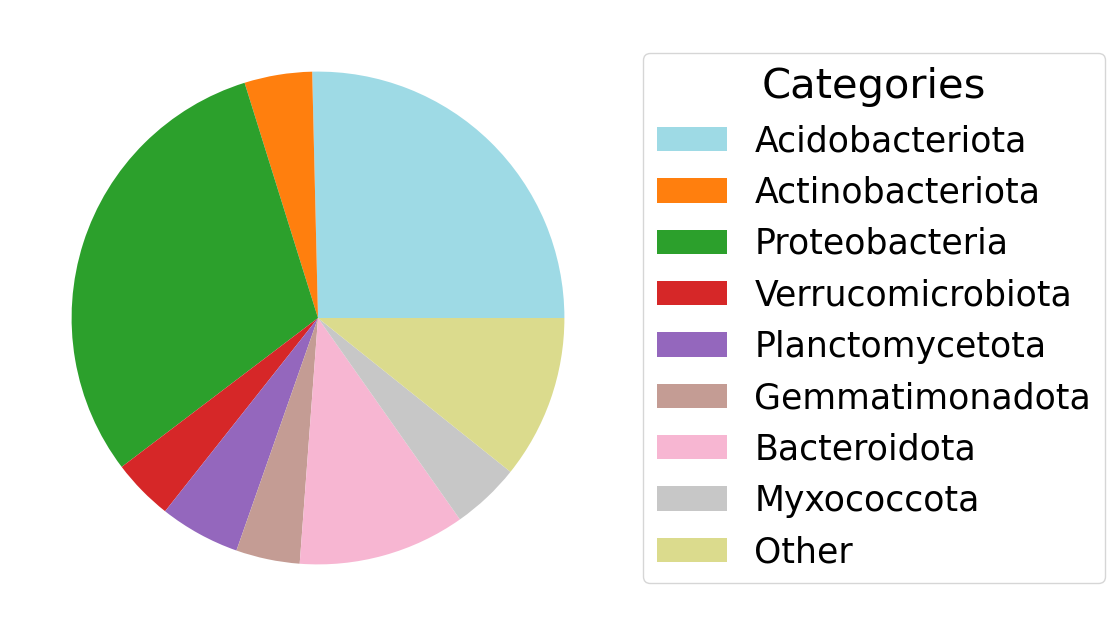 Categories
Acidobacteriota
Actinobacteriota
Proteobacteria
Verrucomicrobiota
Planctomycetota
Gemmatimonadota
Bacteroidota
Myxococcota
Other